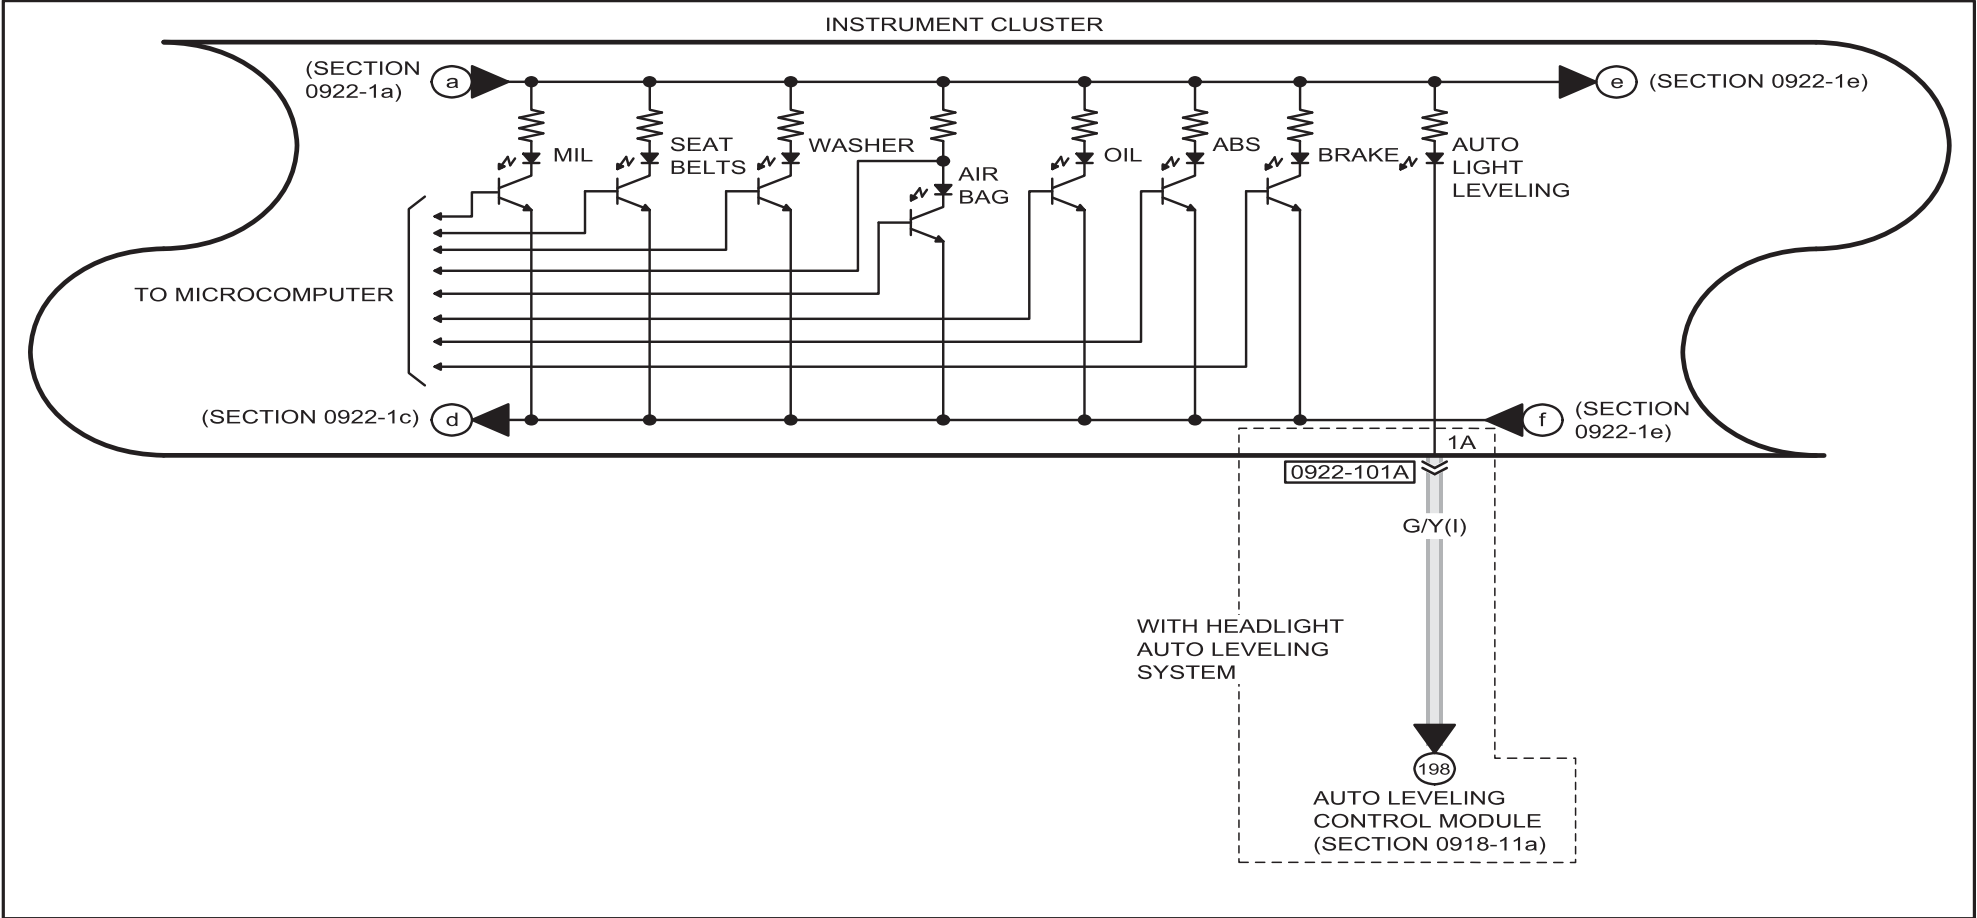 INSTRUMENT CLUSTER
(SECTION
0922-1a)
a
e
(SECTION 0922-1e)
MIL
SEAT
BELTS
WASHER
AIR
BAG
OIL
ABS
BRAKE
AUTO
LIGHT
LEVELING
TO MICROCOMPUTER
(SECTION 0922-1c)
d
f
(SECTION
0922-1e)
1A
0922-101A
G/Y(I)
WITH HEADLIGHT
AUTO LEVELING
SYSTEM
198
AUTO LEVELING
CONTROL MODULE
(SECTION 0918-11a)